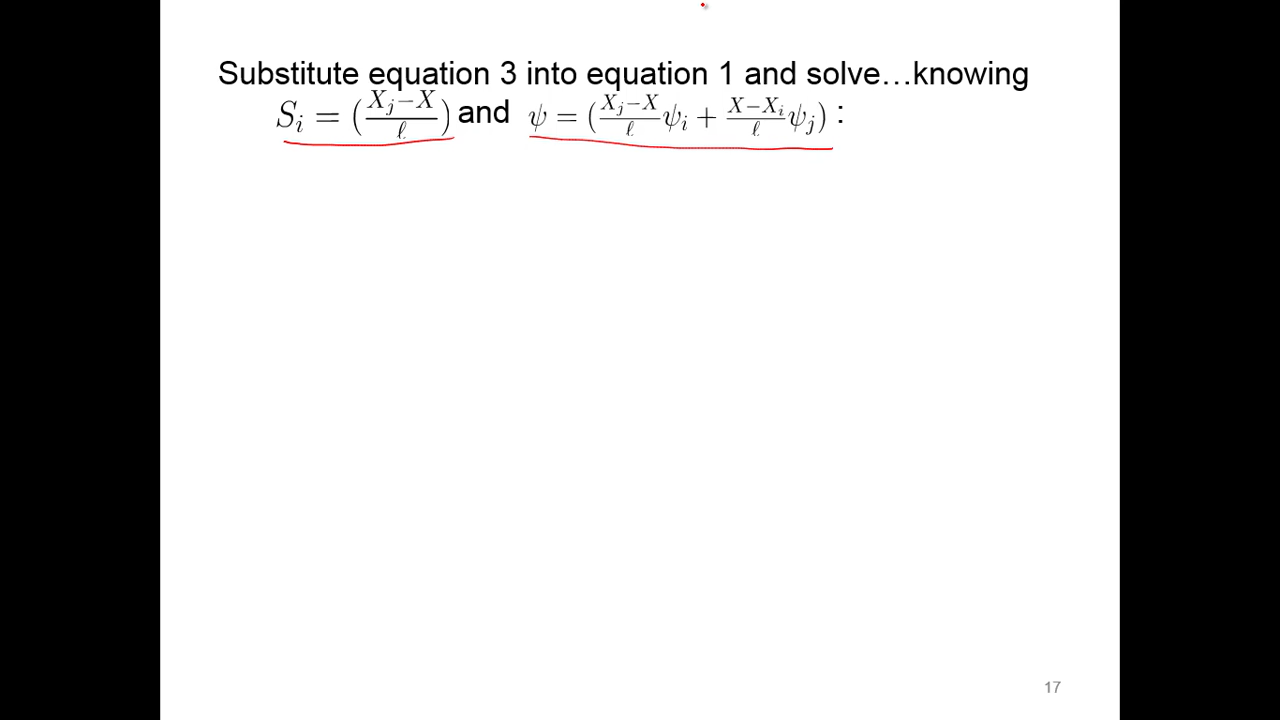 Substitute equation 3 into equation 1 and solve…knowing
$S_i = (\frac{X_j - X}{\ell})$ and $\psi = (\frac{X_j - X}{\ell}\psi_i + \frac{X - X_i}{\ell}\psi_j)$ :
17